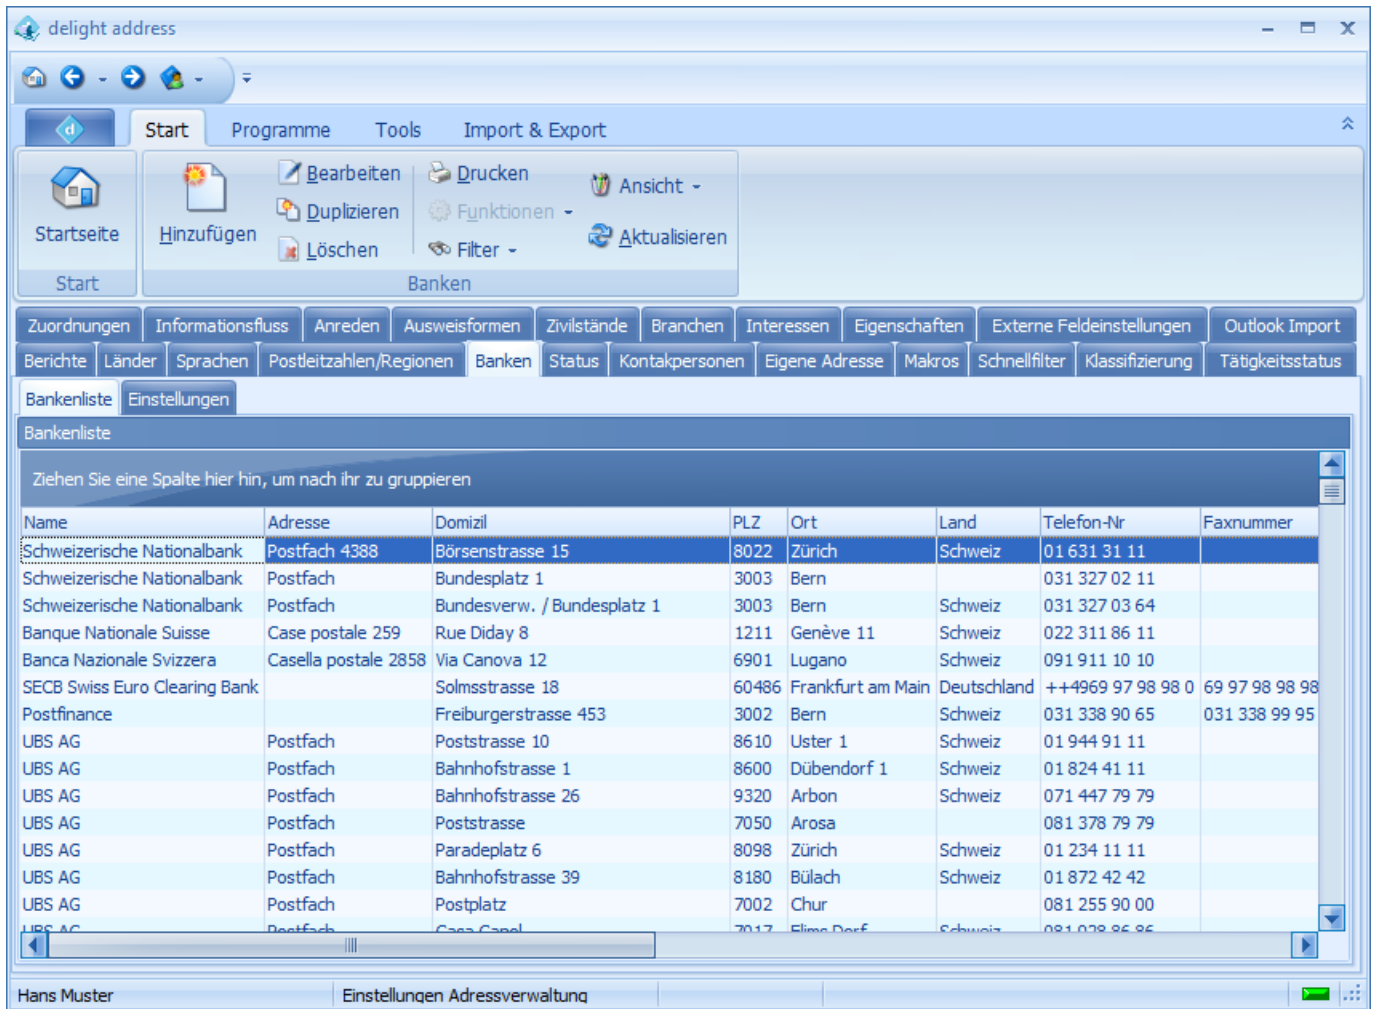 delight address
Start Programme Tools Import & Export
Startseite
Hinzufügen
Bearbeiten
Duplizieren
Löschen
Drucken
Funktionen
Filter
Ansicht
Aktualisieren
Start Banken
Zuordnungen Informationsfluss Anreden Ausweisformen Zivilstände Branchen Interessen Eigenschaften Externe Feldeinstellungen Outlook Import
Berichte Länder Sprachen Postleitzahlen/Regionen Banken Status Kontakpersonen Eigene Adresse Makros Schnellfilter Klassifizierung Tätigkeitsstatus
Bankenliste Einstellungen
Bankenliste
Ziehen Sie eine Spalte hier hin, um nach ihr zu gruppieren
Name Adresse Domizil PLZ Ort Land Telefon-Nr Faxnummer
Schweizerische Nationalbank Postfach 4388 Börsenstrasse 15 8022 Zürich Schweiz 01 631 31 11
Schweizerische Nationalbank Postfach Bundesplatz 1 3003 Bern 031 327 02 11
Schweizerische Nationalbank Postfach Bundesverw. / Bundesplatz 1 3003 Bern Schweiz 031 327 03 64
Banque Nationale Suisse Case postale 259 Rue Diday 8 1211 Genève 11 Schweiz 022 311 86 11
Banca Nazionale Svizzera Casella postale 2858 Via Canova 12 6901 Lugano Schweiz 091 911 10 10
SECB Swiss Euro Clearing Bank Solmsstrasse 18 60486 Frankfurt am Main Deutschland ++4969 97 98 98 0 69 97 98 98 98
Postfinance Freiburgerstrasse 453 3002 Bern Schweiz 031 338 90 65 031 338 99 95
UBS AG Postfach Poststrasse 10 8610 Uster 1 Schweiz 01 944 91 11
UBS AG Postfach Bahnhofstrasse 1 8600 Dübendorf 1 Schweiz 01 824 41 11
UBS AG Postfach Bahnhofstrasse 26 9320 Arbon Schweiz 071 447 79 79
UBS AG Postfach Poststrasse 7050 Arosa 081 378 79 79
UBS AG Postfach Paradeplatz 6 8098 Zürich Schweiz 01 234 11 11
UBS AG Postfach Bahnhofstrasse 39 8180 Bülach Schweiz 01 872 42 42
UBS AG Postfach Postplatz 7002 Chur 081 255 90 00
UBS AG Postfach 7017 Flims Dorf Schweiz
Hans Muster Einstellungen Adressverwaltung